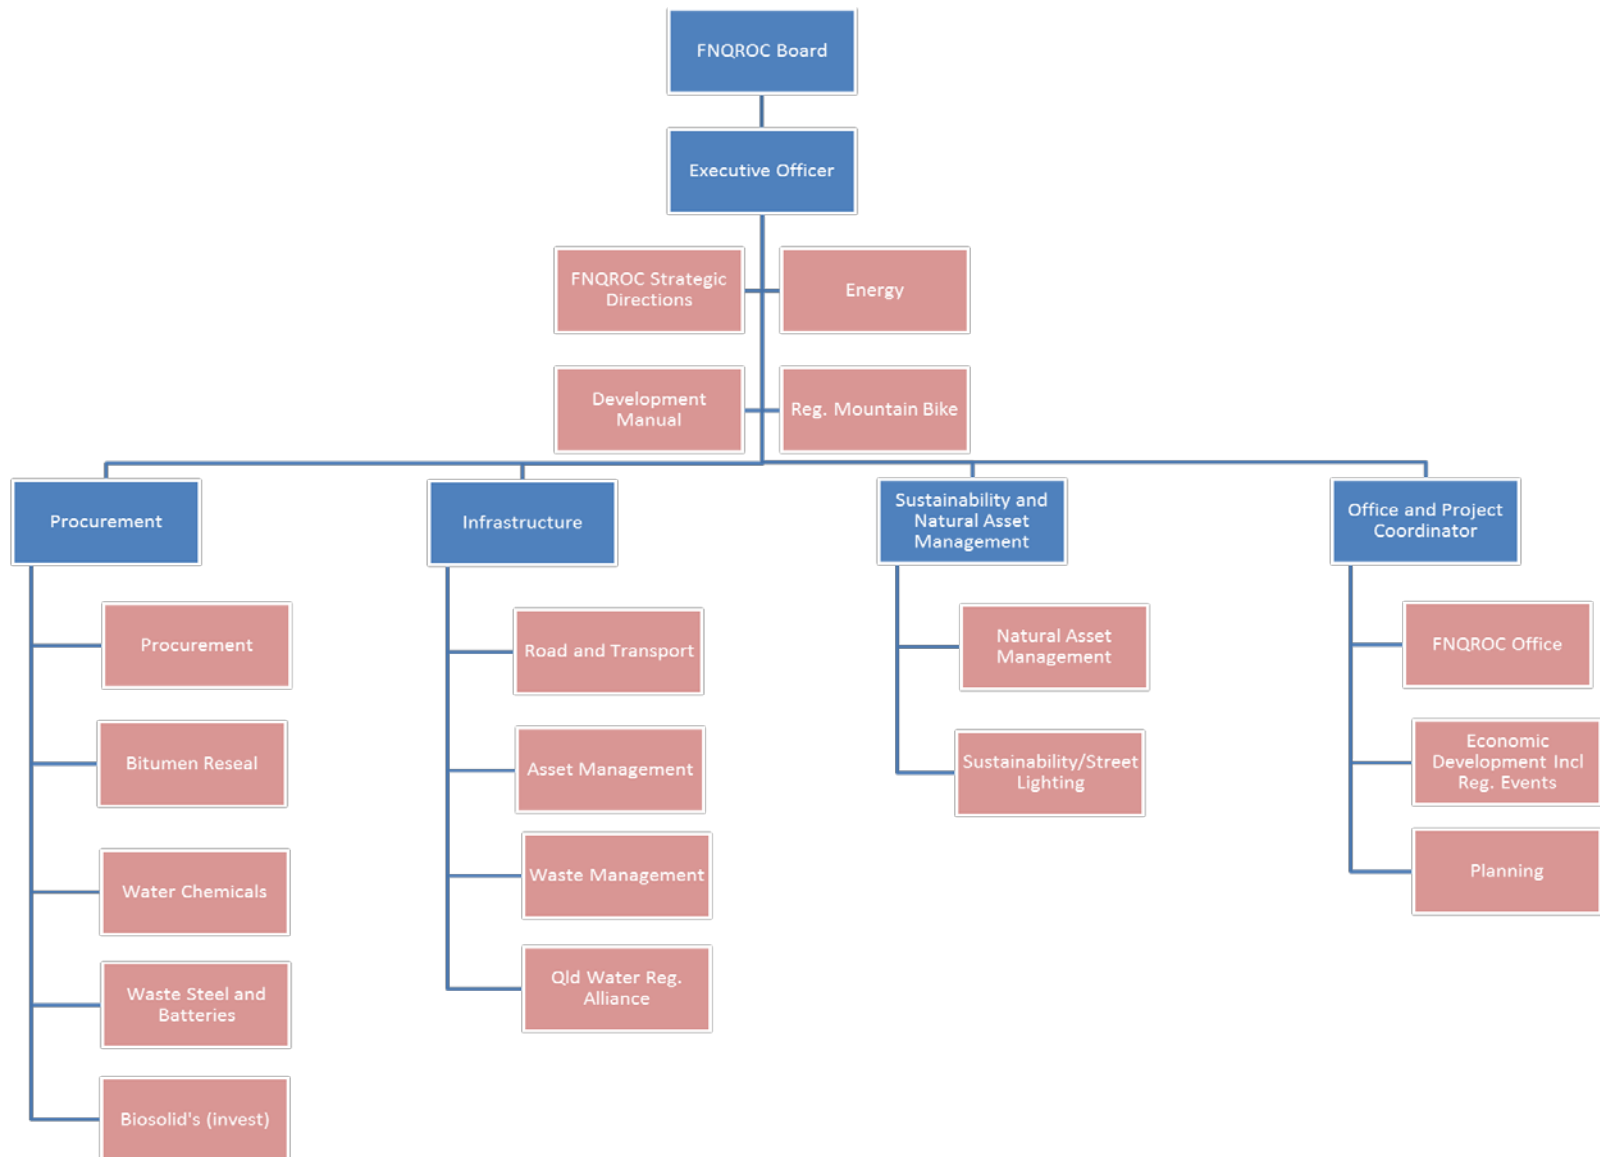 FNQROC Board
Executive Officer
FNQROC Strategic
Directions
Energy
Development
Manual
Reg. Mountain Bike
Procurement
Procurement
Bitumen Reseal
Water Chemicals
Waste Steel and
Batteries
Biosolid's (invest)
Infrastructure
Road and Transport
Asset Management
Waste Management
Qld Water Reg.
Alliance
Sustainability and
Natural Asset
Management
Natural Asset
Management
Sustainability/Street
Lighting
Office and Project
Coordinator
FNQROC Office
Economic
Development Incl
Reg. Events
Planning